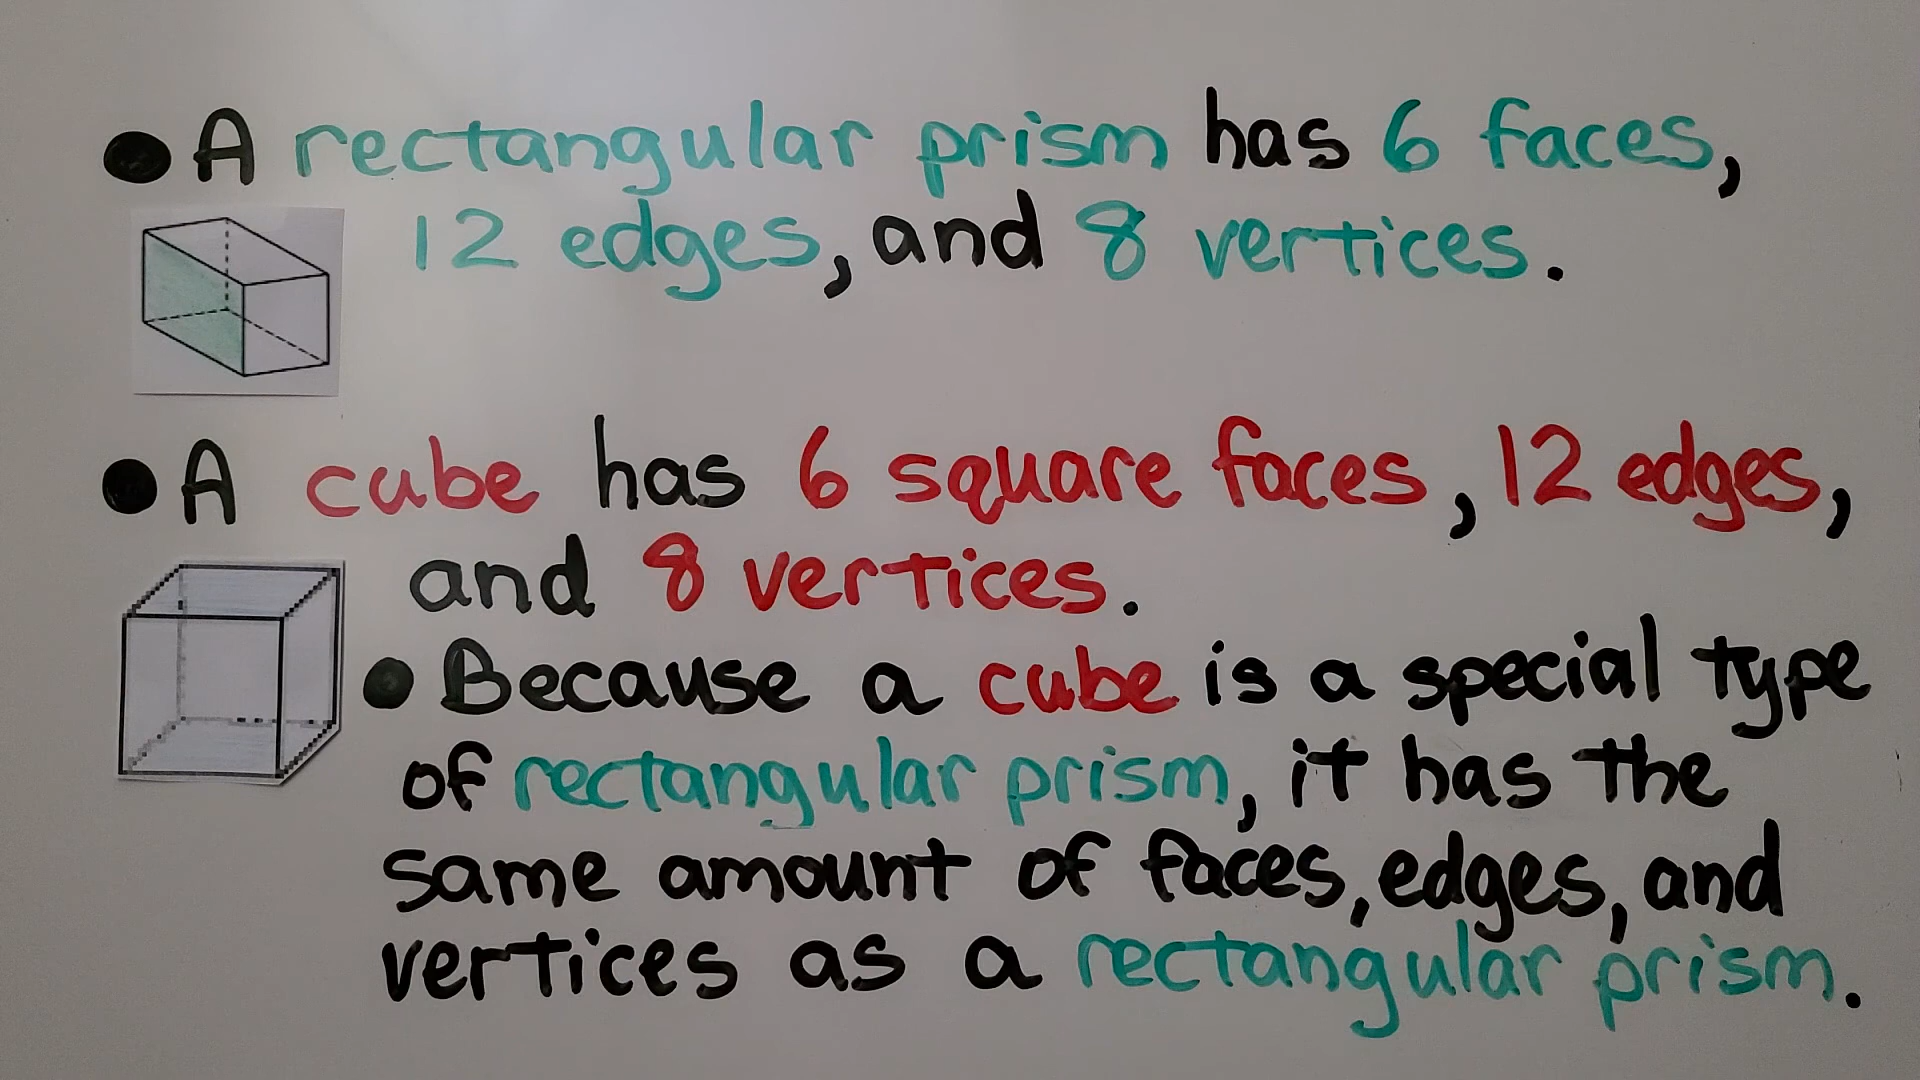 ● A rectangular prism has 6 faces,
12 edges, and 8 vertices.
● A cube has 6 square faces, 12 edges,
and 8 vertices.
● Because a cube is a special type
of rectangular prism, it has the
same amount of faces, edges, and
vertices as a rectangular prism.